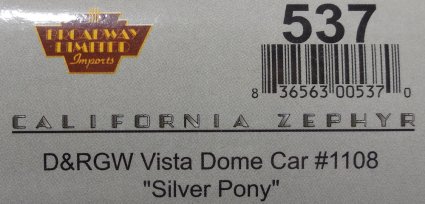 BROADWAY
LIMITED
Imports
537
8 36563 00537 0
CALIFORNIA ZEPHYR
D&RGW Vista Dome Car #1108
"Silver Pony"